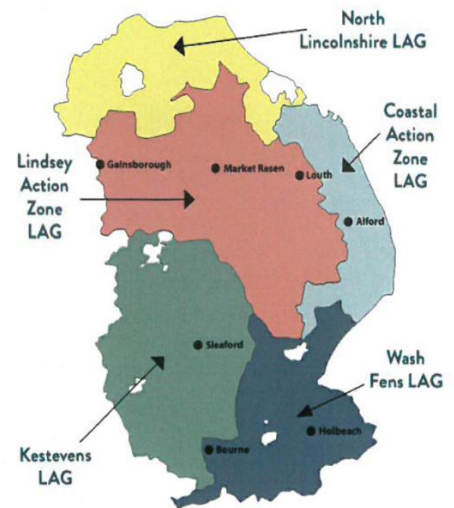 North
Lincolnshire LAG
Coastal
Action
Zone
LAG
Lindsey
Action
Zone
LAG
Gainsborough
Market Rasen
Louth
Alford
Sleaford
Wash
Fens LAG
Holbeach
Bourne
Kestevens
LAG